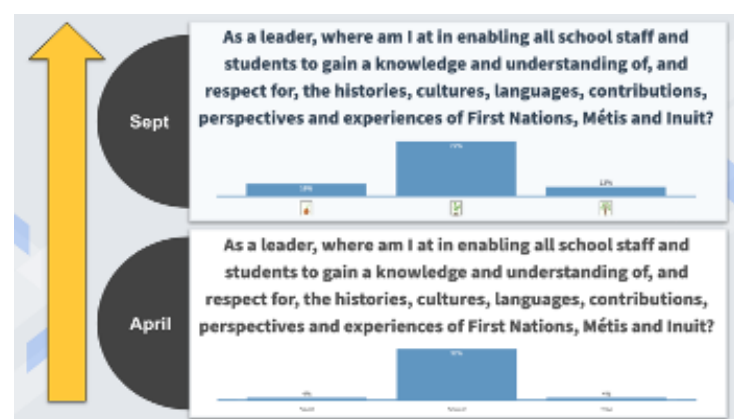 As a leader, where am I at in enabling all school staff and
students to gain a knowledge and understanding of, and
respect for, the histories, cultures, languages, contributions,
perspectives and experiences of First Nations, Métis and Inuit?
Sept
As a leader, where am I at in enabling all school staff and
students to gain a knowledge and understanding of, and
respect for, the histories, cultures, languages, contributions,
perspectives and experiences of First Nations, Métis and Inuit?
April